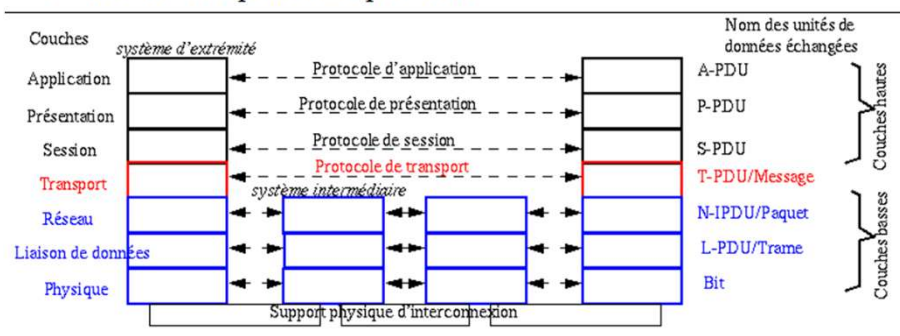 Couches
système d'extrémité
Nom des unités de
données échangées
Application
Protocole d'application
A-PDU
Présentation
Protocole de présentation
P-PDU
Session
Protocole de session
S-PDU
Couches hautes
Transport
Protocole de transport
T-PDU/Message
système intermédiaire
Réseau
N-IPDU/Paquet
Liaison de données
L-PDU/Trame
Physique
Bit
Couches basses
Support physique d'interconnexion